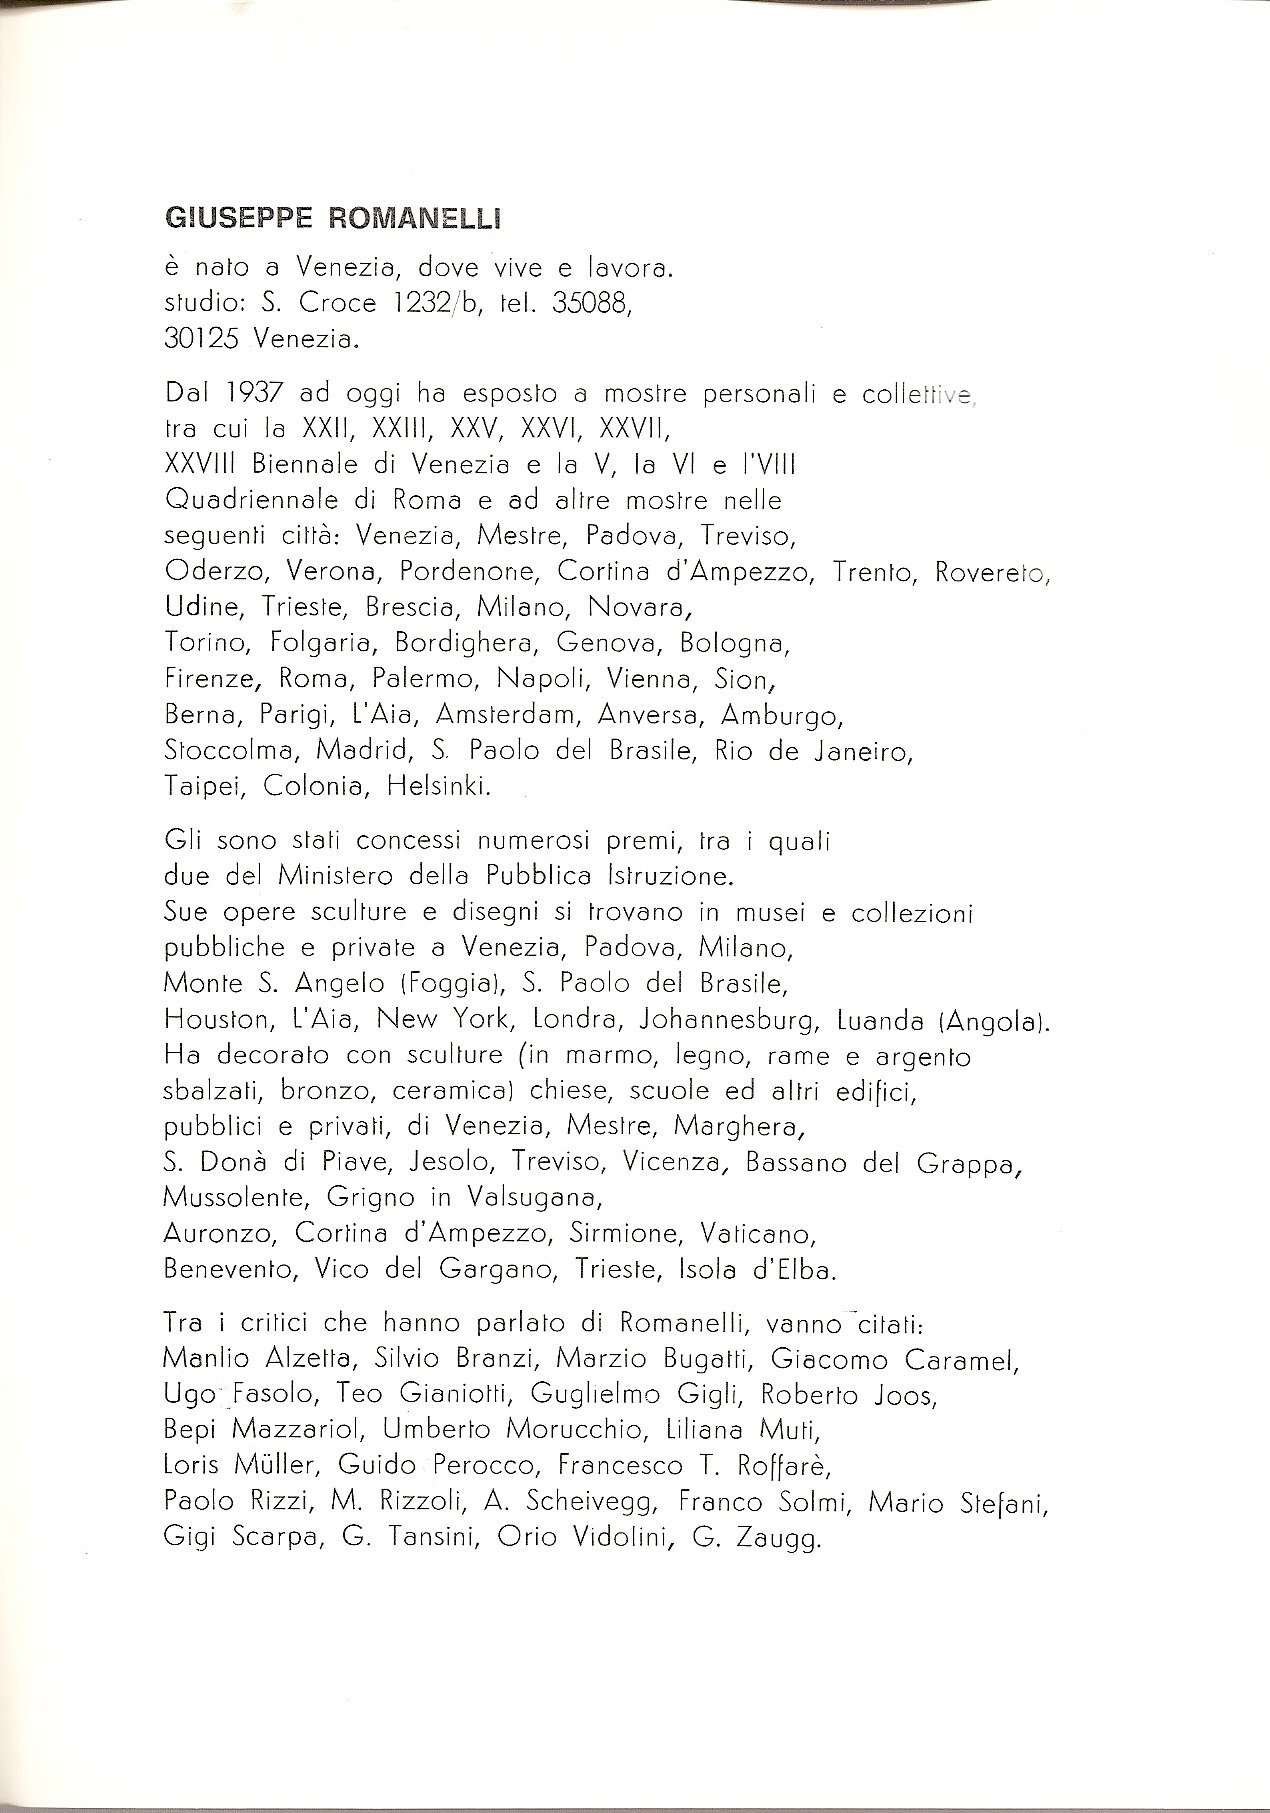 GIUSEPPE ROMANELLI
è nato a Venezia, dove vive e lavora.
studio: S. Croce 1232/b, tel. 35088,
30125 Venezia.
Dal 1937 ad oggi ha esposto a mostre personali e collettive,
tra cui la XXII, XXIII, XXV, XXVI, XXVII,
XXVIII Biennale di Venezia e la V, la VI e l'VIII
Quadriennale di Roma e ad altre mostre nelle
seguenti città: Venezia, Mestre, Padova, Treviso,
Oderzo, Verona, Pordenone, Cortina d'Ampezzo, Trento, Rovereto,
Udine, Trieste, Brescia, Milano, Novara,
Torino, Folgaria, Bordighera, Genova, Bologna,
Firenze, Roma, Palermo, Napoli, Vienna, Sion,
Berna, Parigi, L'Aia, Amsterdam, Anversa, Amburgo,
Stoccolma, Madrid, S. Paolo del Brasile, Rio de Janeiro,
Taipei, Colonia, Helsinki.
Gli sono stati concessi numerosi premi, tra i quali
due del Ministero della Pubblica Istruzione.
Sue opere sculture e disegni si trovano in musei e collezioni
pubbliche e private a Venezia, Padova, Milano,
Monte S. Angelo (Foggia), S. Paolo del Brasile,
Houston, L'Aia, New York, Londra, Johannesburg, Luanda (Angola).
Ha decorato con sculture (in marmo, legno, rame e argento
sbalzati, bronzo, ceramica) chiese, scuole ed altri edifici,
pubblici e privati, di Venezia, Mestre, Marghera,
S. Donà di Piave, Jesolo, Treviso, Vicenza, Bassano del Grappa,
Mussolente, Grigno in Valsugana,
Auronzo, Cortina d'Ampezzo, Sirmione, Vaticano,
Benevento, Vico del Gargano, Trieste, Isola d'Elba.
Tra i critici che hanno parlato di Romanelli, vanno citati:
Manlio Alzetta, Silvio Branzi, Marzio Bugatti, Giacomo Caramel,
Ugo Fasolo, Teo Gianiotti, Guglielmo Gigli, Roberto Joos,
Bepi Mazzariol, Umberto Morucchio, Liliana Muti,
Loris Müller, Guido Perocco, Francesco T. Roffarè,
Paolo Rizzi, M. Rizzoli, A. Scheivegg, Franco Solmi, Mario Stefani,
Gigi Scarpa, G. Tansini, Orio Vidolini, G. Zaugg.